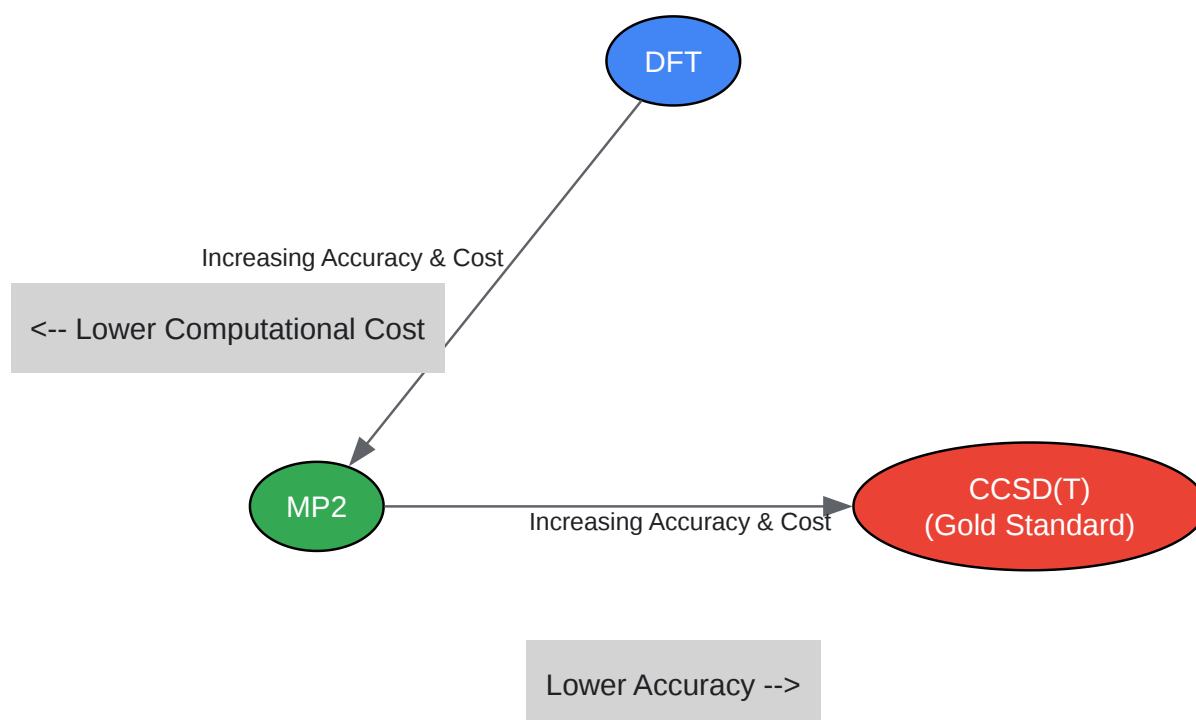 DFT
Increasing Accuracy & Cost
<-- Lower Computational Cost
MP2
CCSD(T)
(Gold Standard)
Increasing Accuracy & Cost
Lower Accuracy -->